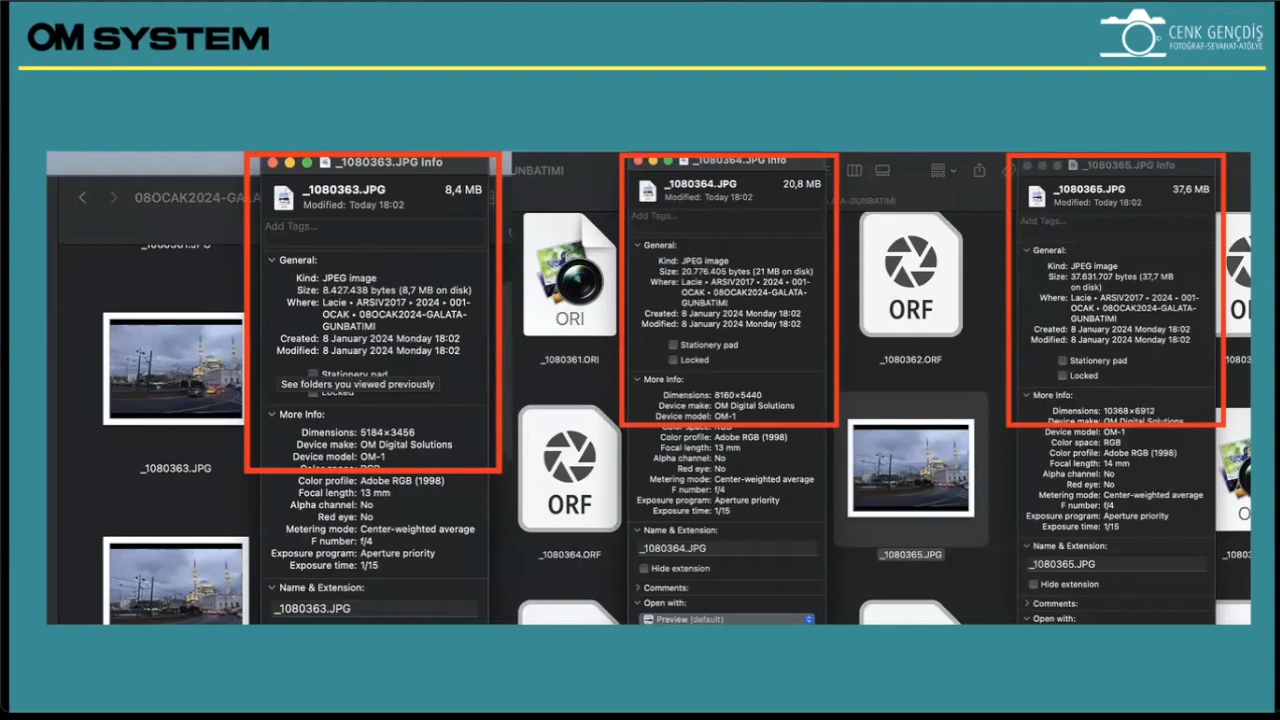 OM SYSTEM
CENK GENÇDİŞ
FOTOĞRAF-SEYAHAT-ATÖLYE
08OCAK2024-GALA
_1080363.JPG
_1080363.JPG Info
_1080363.JPG 8,4 MB
Modified: Today 18:02
Add Tags...
General:
Kind: JPEG image
Size: 8.427.438 bytes (8,7 MB on disk)
Where: Lacie • ARSIV2017 • 2024 • 001-
OCAK • 08OCAK2024-GALATA-
GUNBATIMI
Created: 8 January 2024 Monday 18:02
Modified: 8 January 2024 Monday 18:02
Stationery pad
See folders you viewed previously
Locked
More Info:
Dimensions: 5184×3456
Device make: OM Digital Solutions
Device model: OM-1
Color profile: Adobe RGB (1998)
Focal length: 13 mm
Alpha channel: No
Red eye: No
Metering mode: Center-weighted average
F number: f/4
Exposure program: Aperture priority
Exposure time: 1/15
Name & Extension:
_1080363.JPG
UNBATIMI
ORI
_1080361.ORI
ORF
_1080364.ORF
_1080364.JPG Info
_1080364.JPG 20,8 MB
Modified: Today 18:02
Add Tags...
General:
Kind: JPEG image
Size: 20.776.405 bytes (21 MB on disk)
Where: Lacie • ARSIV2017 • 2024 • 001-
OCAK • 08OCAK2024-GALATA-
GUNBATIMI
Created: 8 January 2024 Monday 18:02
Modified: 8 January 2024 Monday 18:02
Stationery pad
Locked
More Info:
Dimensions: 8160×5440
Device make: OM Digital Solutions
Device model: OM-1
Color space: RGB
Color profile: Adobe RGB (1998)
Focal length: 13 mm
Alpha channel: No
Red eye: No
Metering mode: Center-weighted average
F number: f/4
Exposure program: Aperture priority
Exposure time: 1/15
Name & Extension:
_1080364.JPG
Hide extension
Comments:
Open with:
Preview (default)
LATA-GUNBATIMI
ORF
_1080362.ORF
_1080365.JPG
_1080365.JPG Info
_1080365.JPG 37,6 MB
Modified: Today 18:02
Add Tags...
General:
Kind: JPEG image
Size: 37.631.707 bytes (37,7 MB
on disk)
Where: Lacie • ARSIV2017 • 2024 • 001-
OCAK • 08OCAK2024-GALATA-
GUNBATIMI
Created: 8 January 2024 Monday 18:02
Modified: 8 January 2024 Monday 18:02
Stationery pad
Locked
More Info:
Dimensions: 10368×6912
Device make: OM Digital Solutions
Device model: OM-1
Color space: RGB
Color profile: Adobe RGB (1998)
Focal length: 14 mm
Alpha channel: No
Red eye: No
Metering mode: Center-weighted average
F number: f/4
Exposure program: Aperture priority
Exposure time: 1/15
Name & Extension:
_1080365.JPG
Hide extension
Comments:
Open with: